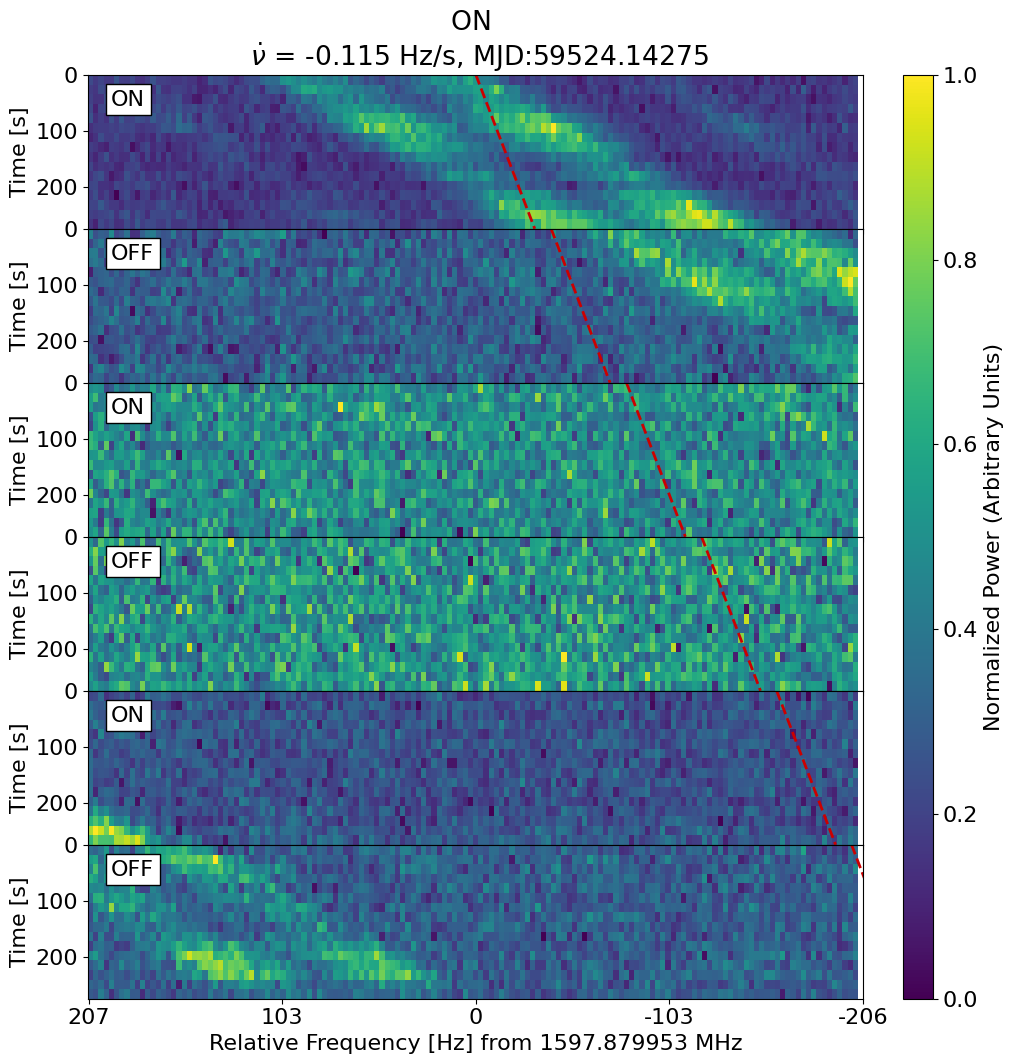 ON
ν̇ = -0.115 Hz/s, MJD:59524.14275
0
ON
100
Time [s]
200
0
OFF
100
Time [s]
200
0
ON
100
Time [s]
200
0
OFF
100
Time [s]
200
0
ON
100
Time [s]
200
0
OFF
100
Time [s]
200
207 103 0 -103 -206
Relative Frequency [Hz] from 1597.879953 MHz
1.0
0.8
0.6
0.4
0.2
0.0
Normalized Power (Arbitrary Units)